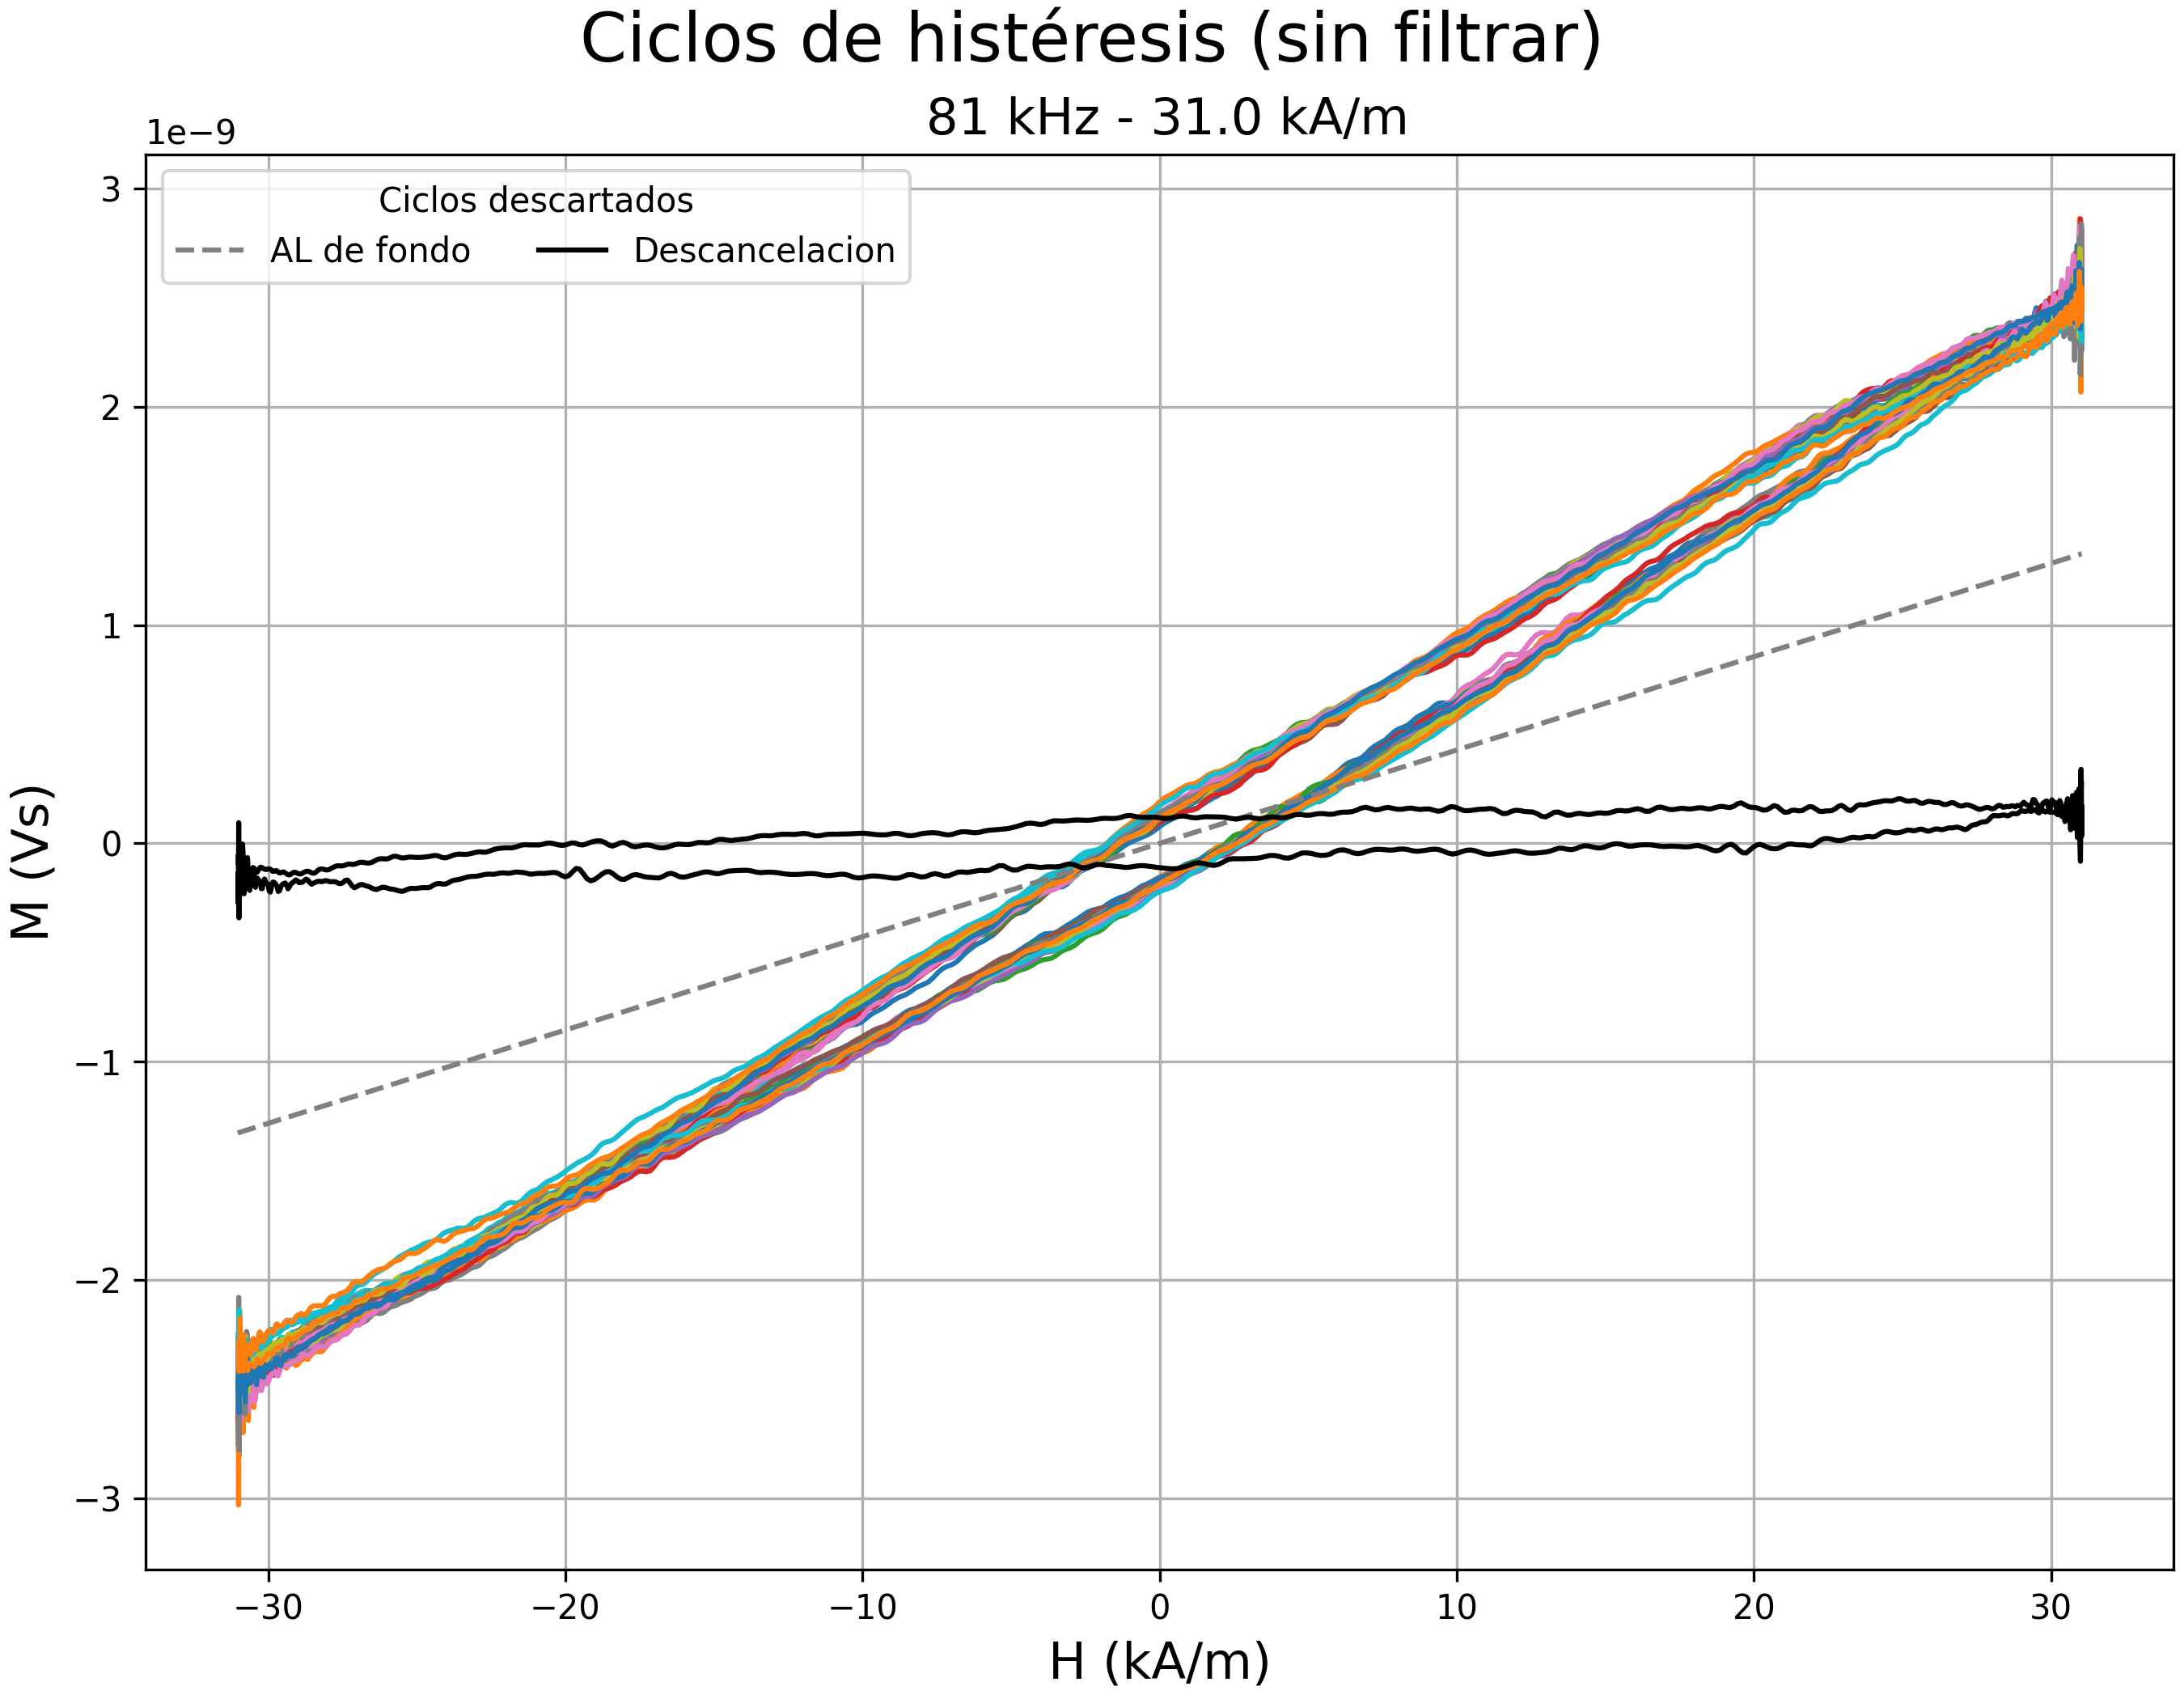 Ciclos de histéresis (sin filtrar)
81 kHz - 31.0 kA/m
1e−9
Ciclos descartados
AL de fondo
Descancelacion
3
2
1
0
−1
−2
−3
M (Vs)
−30
−20
−10
0
10
20
30
H (kA/m)